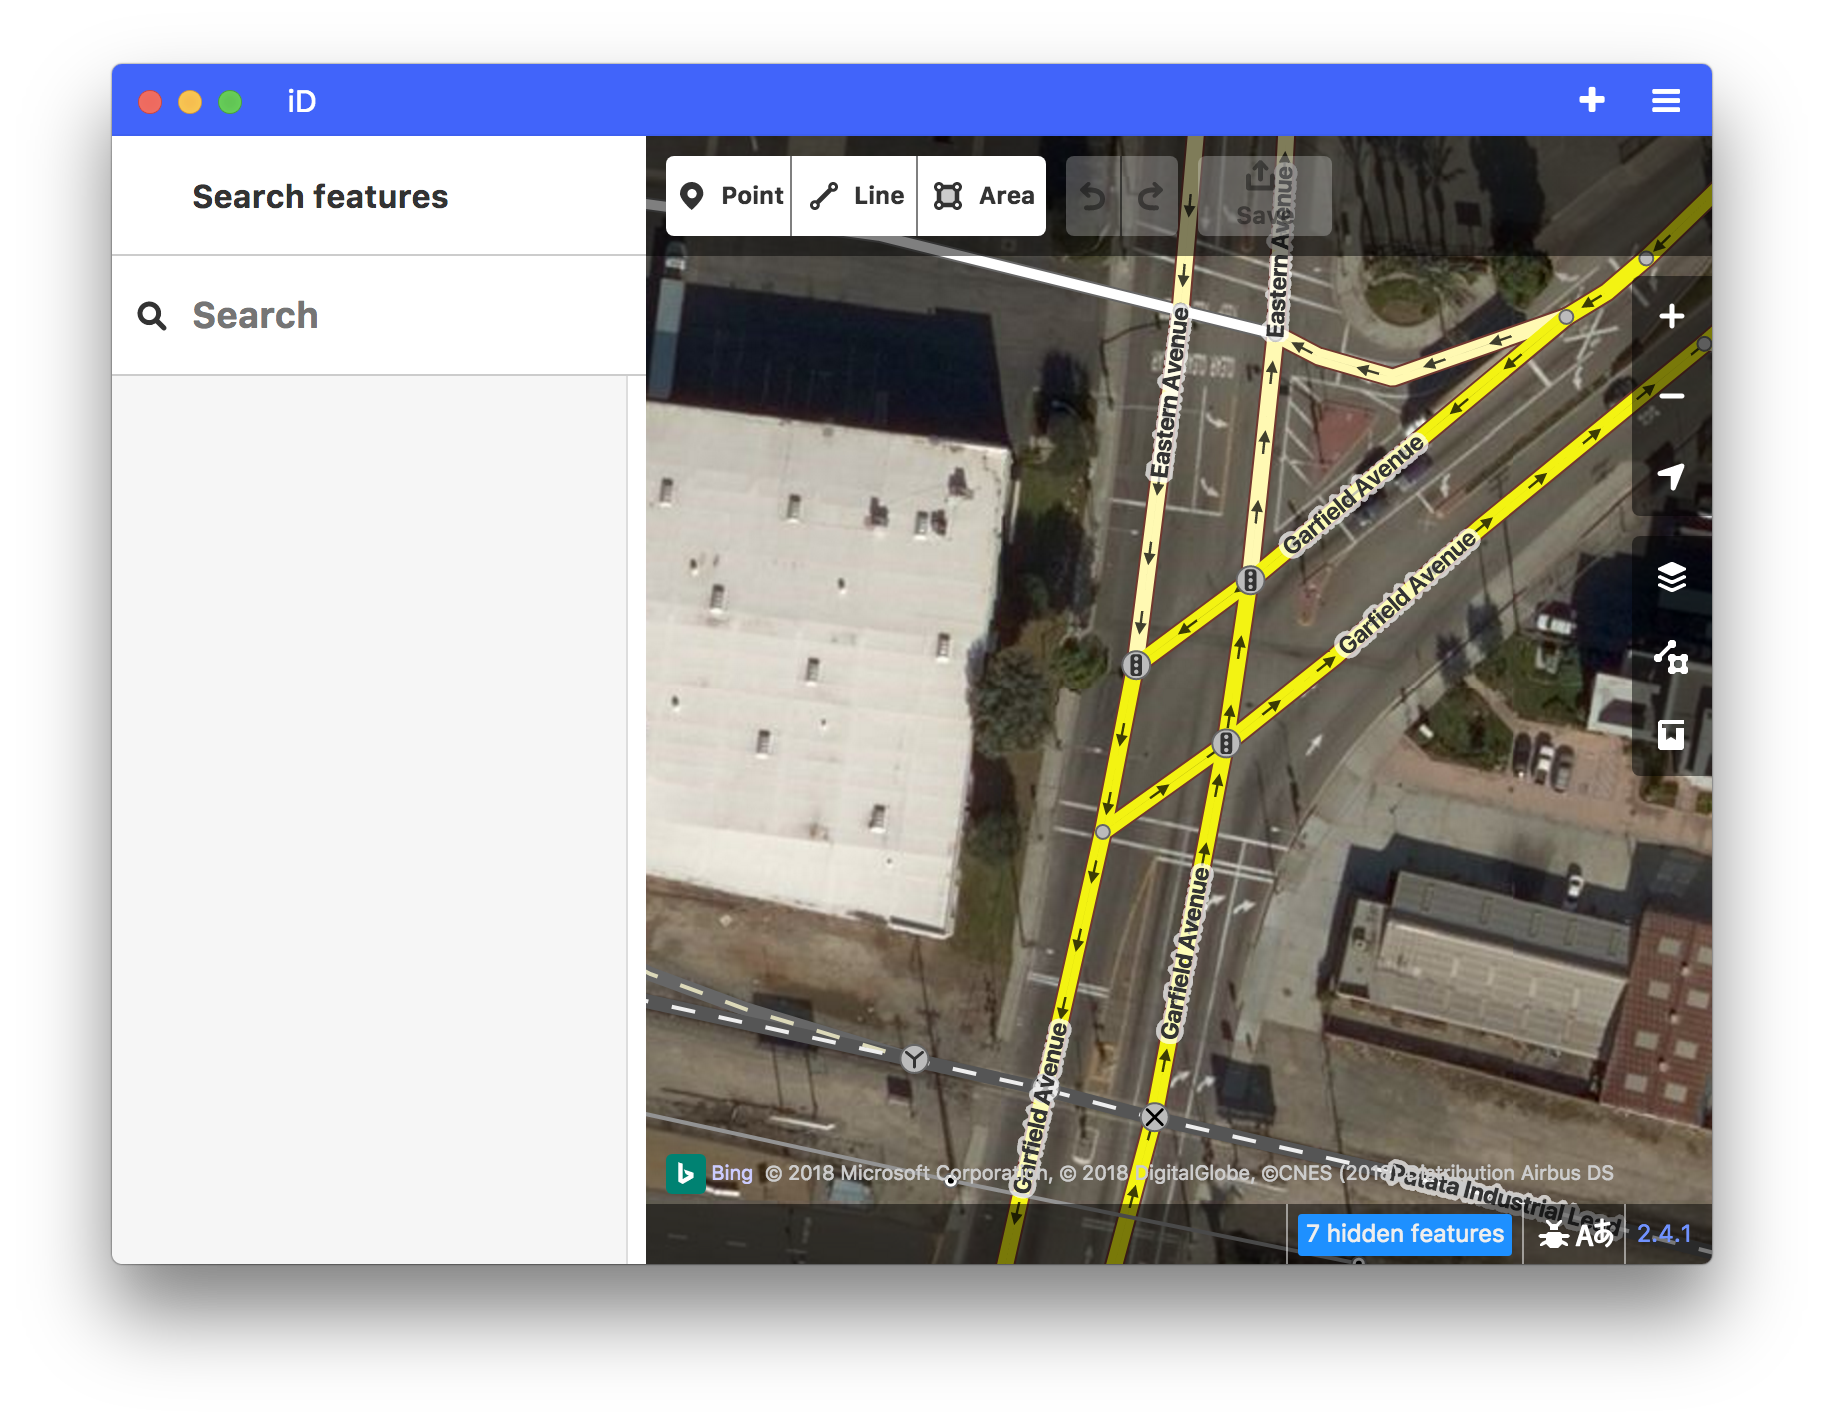 iD
Search features
Search
Point
Line
Area
Save
Eastern Avenue
Eastern Avenue
Garfield Avenue
Garfield Avenue
Garfield Avenue
Garfield Avenue
Patata Industrial Lead
Bing © 2018 Microsoft Corporation, © 2018 DigitalGlobe, ©CNES (2018) Distribution Airbus DS
7 hidden features
Aあ
2.4.1